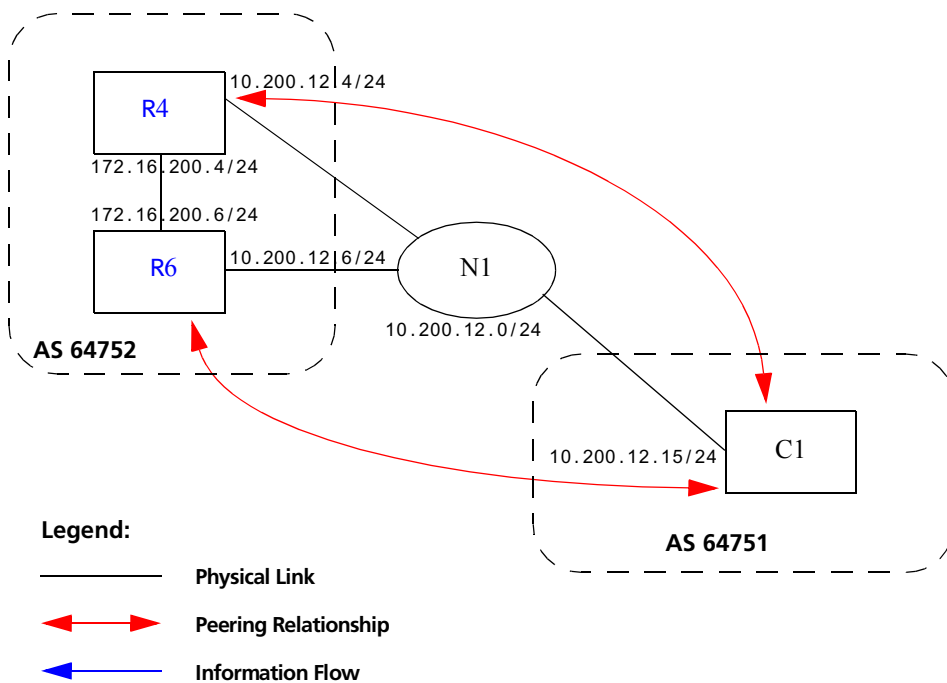 10.200.12.4/24
R4
172.16.200.4/24
172.16.200.6/24
R6
10.200.12.6/24
N1
10.200.12.0/24
AS 64752
10.200.12.15/24
C1
AS 64751
Legend:
Physical Link
Peering Relationship
Information Flow